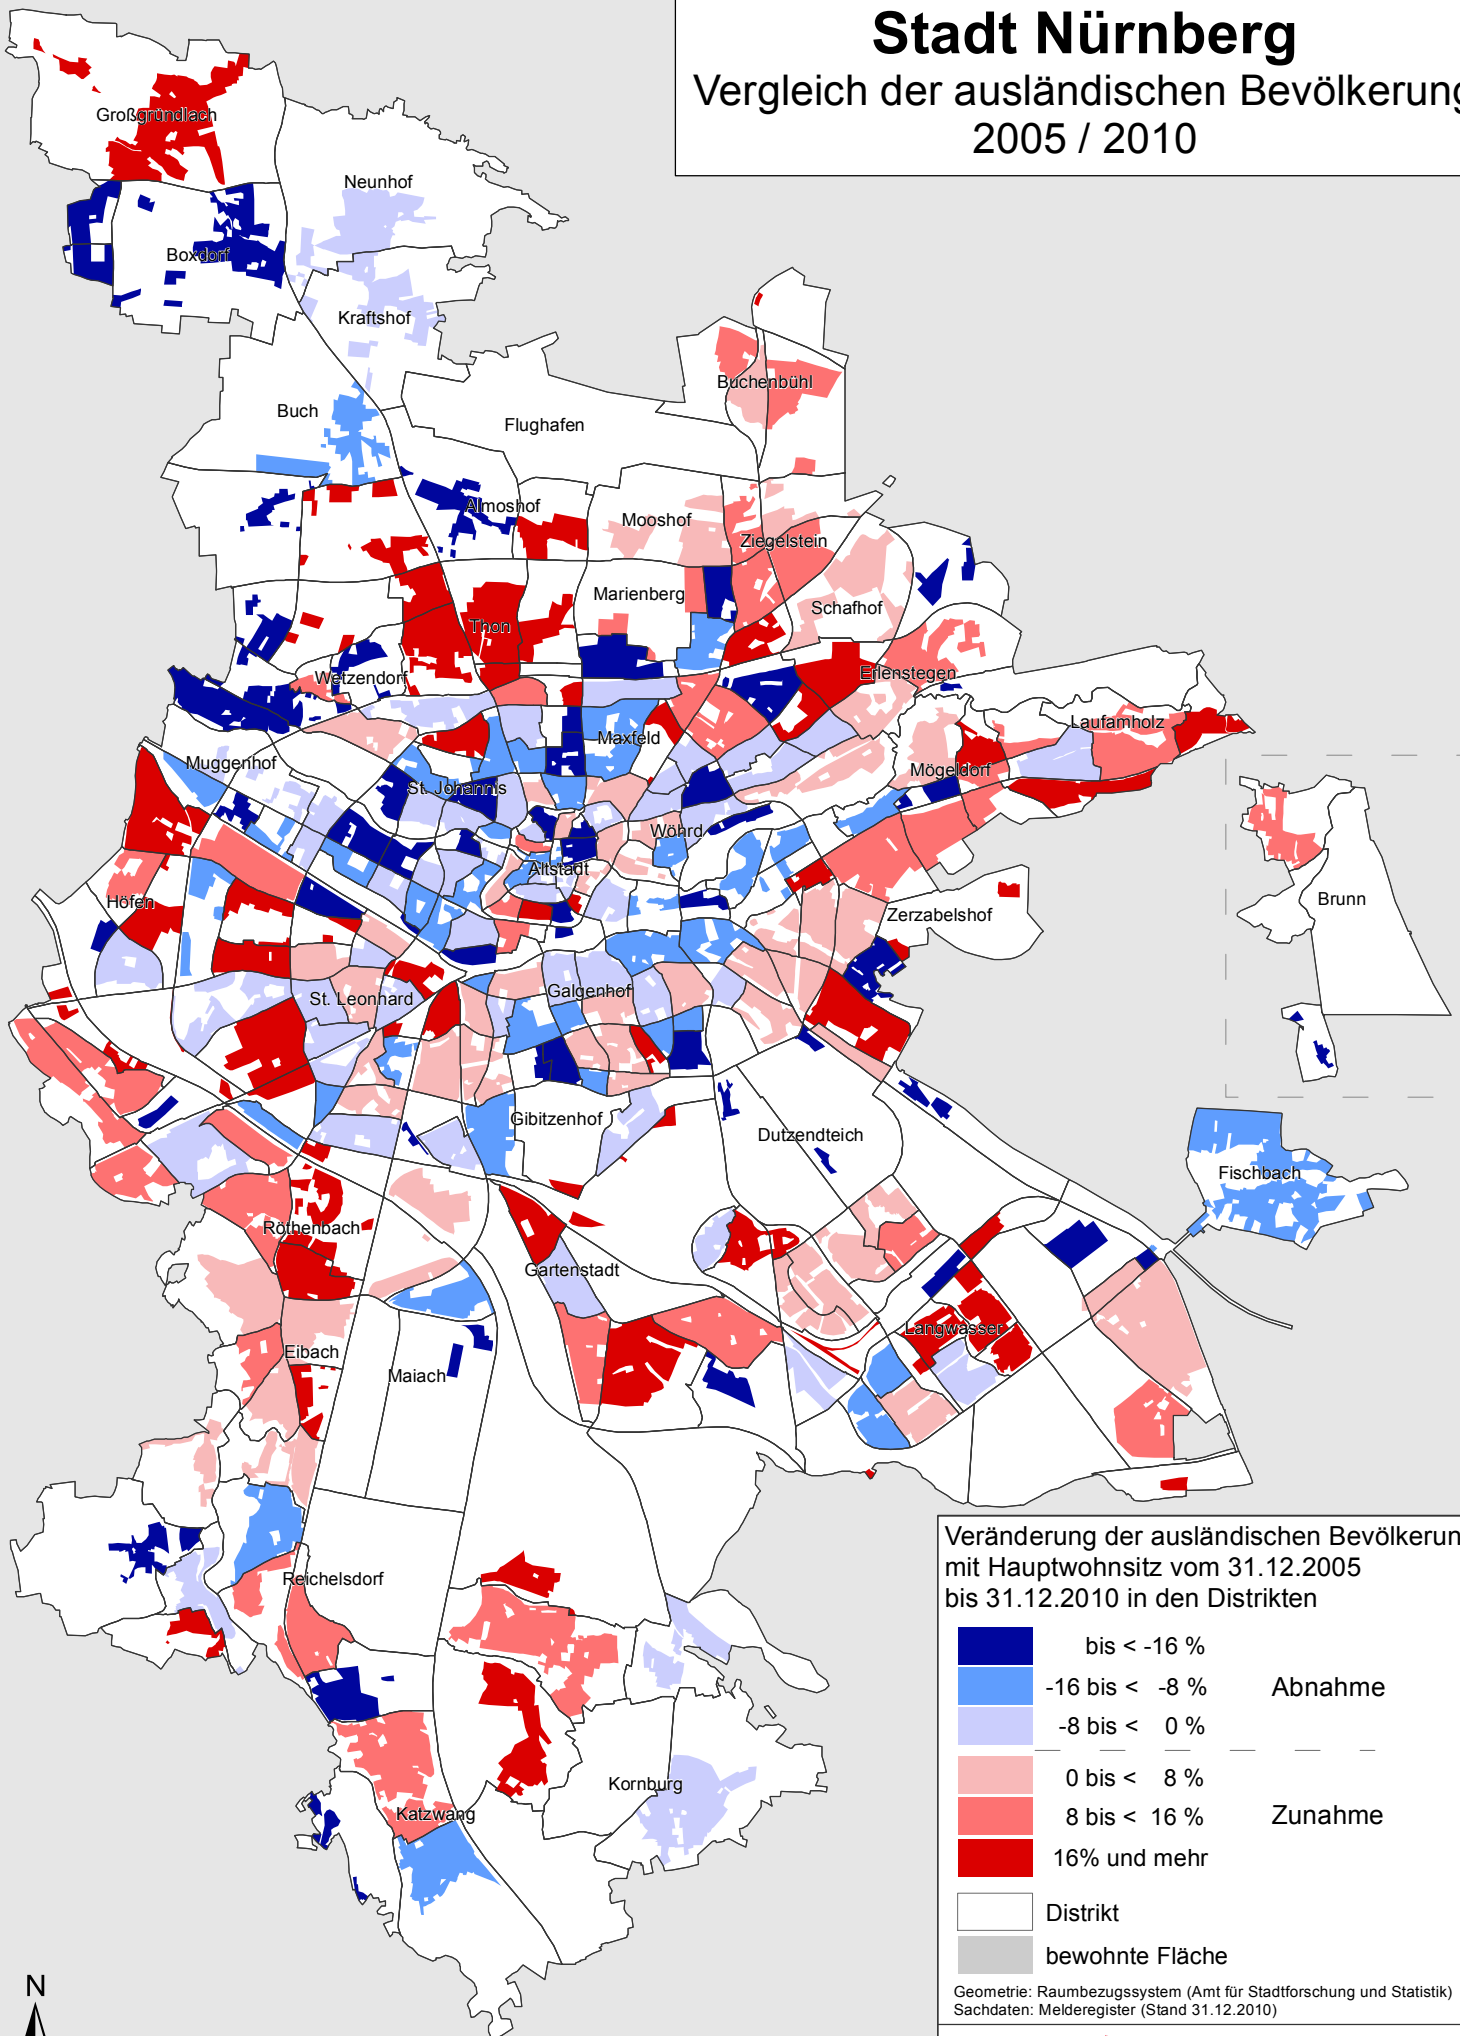 Stadt Nürnberg
Vergleich der ausländischen Bevölkerung
2005 / 2010
Großgründlach
Neunhof
Boxdorf
Kraftshof
Buchenbühl
Buch
Flughafen
Almoshof
Mooshof
Ziegelstein
Marienberg
Schafhof
Thon
Erlenstegen
Wetzendorf
Laufamholz
Maxfeld
Muggenhof
Mögeldorf
St. Johannis
Wöhrd
Altstadt
Höfen
Brunn
Zerzabelshof
Galgenhof
St. Leonhard
Gibitzenhof
Dutzendteich
Fischbach
Röthenbach
Gartenstadt
Langwasser
Eibach
Maiach
Reichelsdorf
Kornburg
Katzwang
Veränderung der ausländischen Bevölkerun
mit Hauptwohnsitz vom 31.12.2005
bis 31.12.2010 in den Distrikten
bis < -16 %
-16 bis < -8 % Abnahme
-8 bis < 0 %
0 bis < 8 %
8 bis < 16 % Zunahme
16% und mehr
Distrikt
bewohnte Fläche
Geometrie: Raumbezugssystem (Amt für Stadtforschung und Statistik)
Sachdaten: Melderegister (Stand 31.12.2010)
N